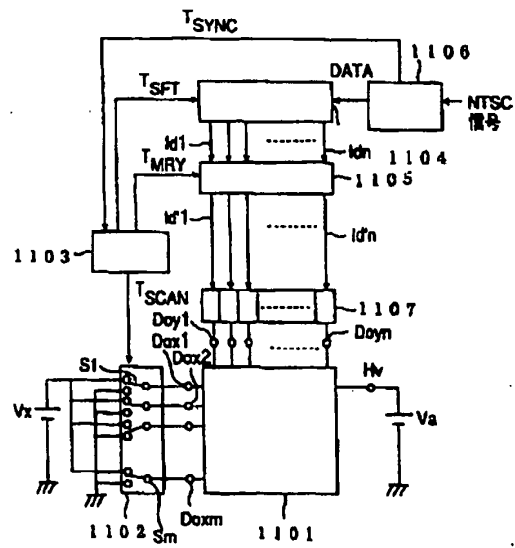 TSYNC
1106
DATA
NTSC
信号
TSFT
Id1
Idn
1104
TMRY
1105
Id'1
Id'n
1103
TSCAN
1107
Doy1
Doyn
Dox1
Dox2
S1
Hv
Vx
Va
Sm
Doxm
1102
1101